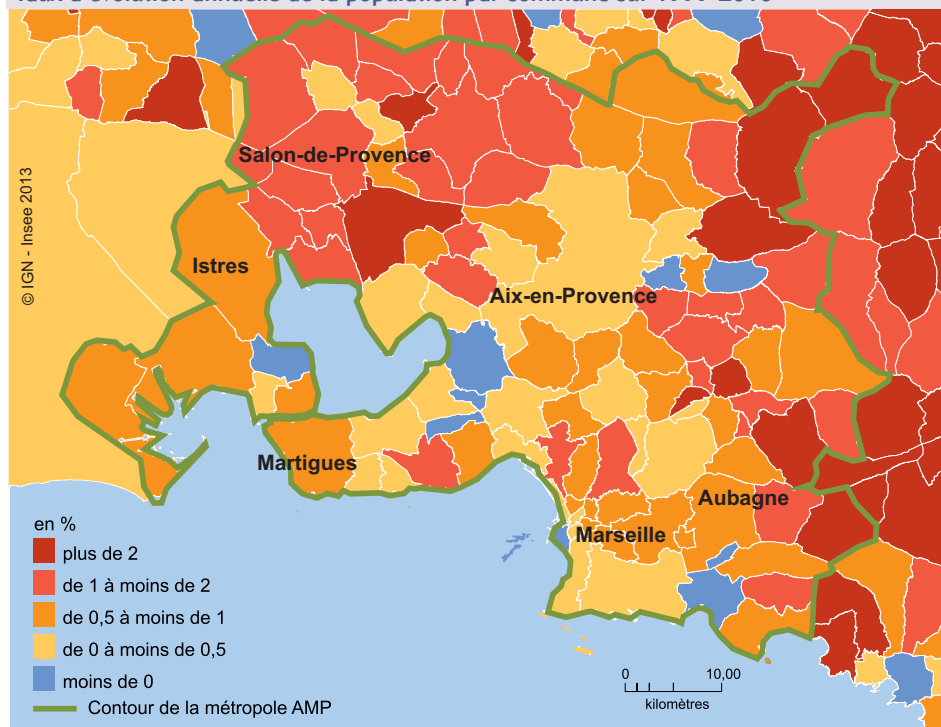 Salon-de-Provence
© IGN - Insee 2013
Istres
Aix-en-Provence
Martigues
Aubagne
Marseille
en %
plus de 2
de 1 à moins de 2
de 0,5 à moins de 1
de 0 à moins de 0,5
moins de 0
Contour de la métropole AMP
0 10,00
kilomètres